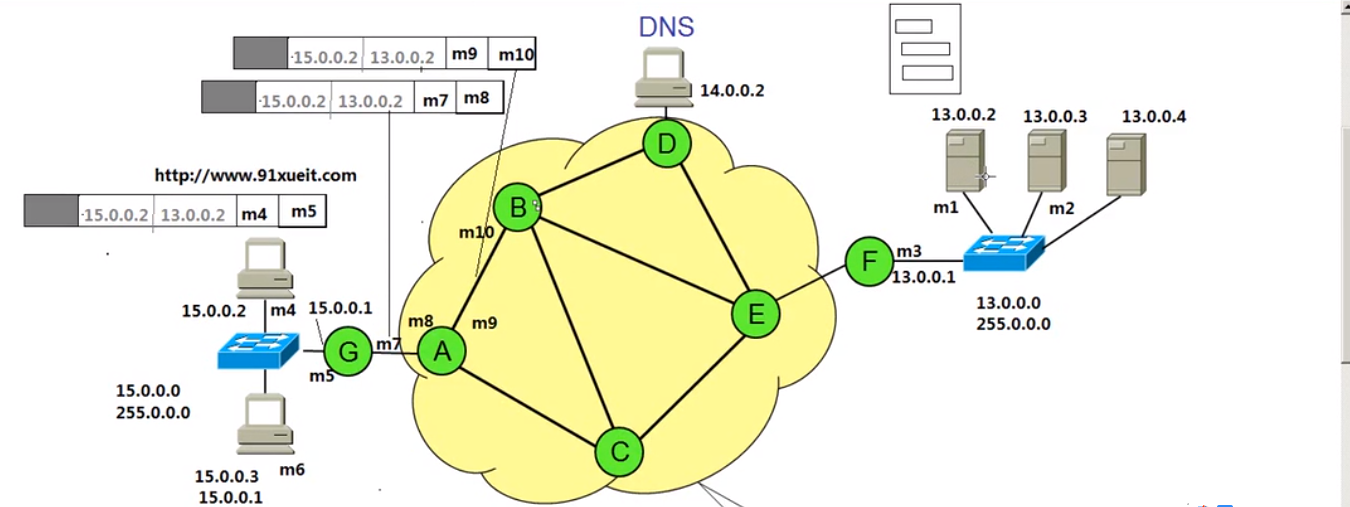 DNS
15.0.0.2 13.0.0.2 m9 m10
15.0.0.2 13.0.0.2 m7 m8
14.0.0.2
13.0.0.2 13.0.0.3 13.0.0.4
D
http://www.91xueit.com
15.0.0.2 13.0.0.2 m4 m5
B
m10
m1 m2
F m3
13.0.0.1
15.0.0.2 m4 15.0.0.1
13.0.0.0
255.0.0.0
E
m8 m9
G m7 A
m5
15.0.0.0
255.0.0.0
C
m6
15.0.0.3
15.0.0.1